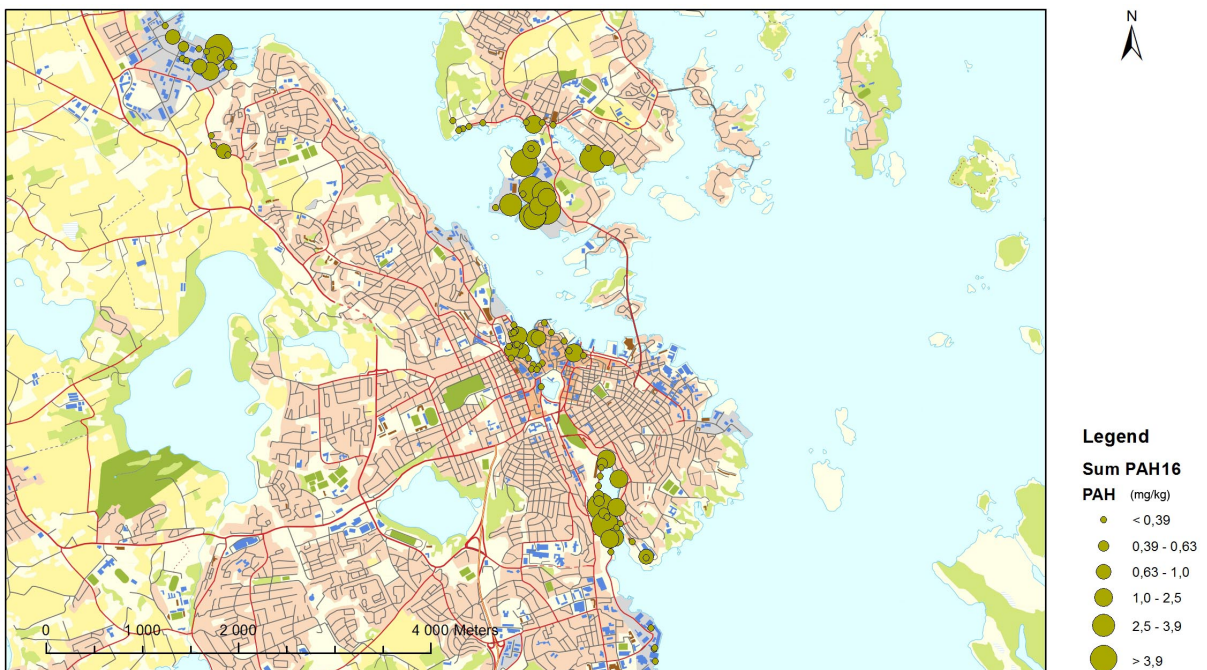 N
0 1 000 2 000 4 000 Meters
Legend
Sum PAH16
PAH (mg/kg)
< 0,39
0,39 - 0,63
0,63 - 1,0
1,0 - 2,5
2,5 - 3,9
> 3,9